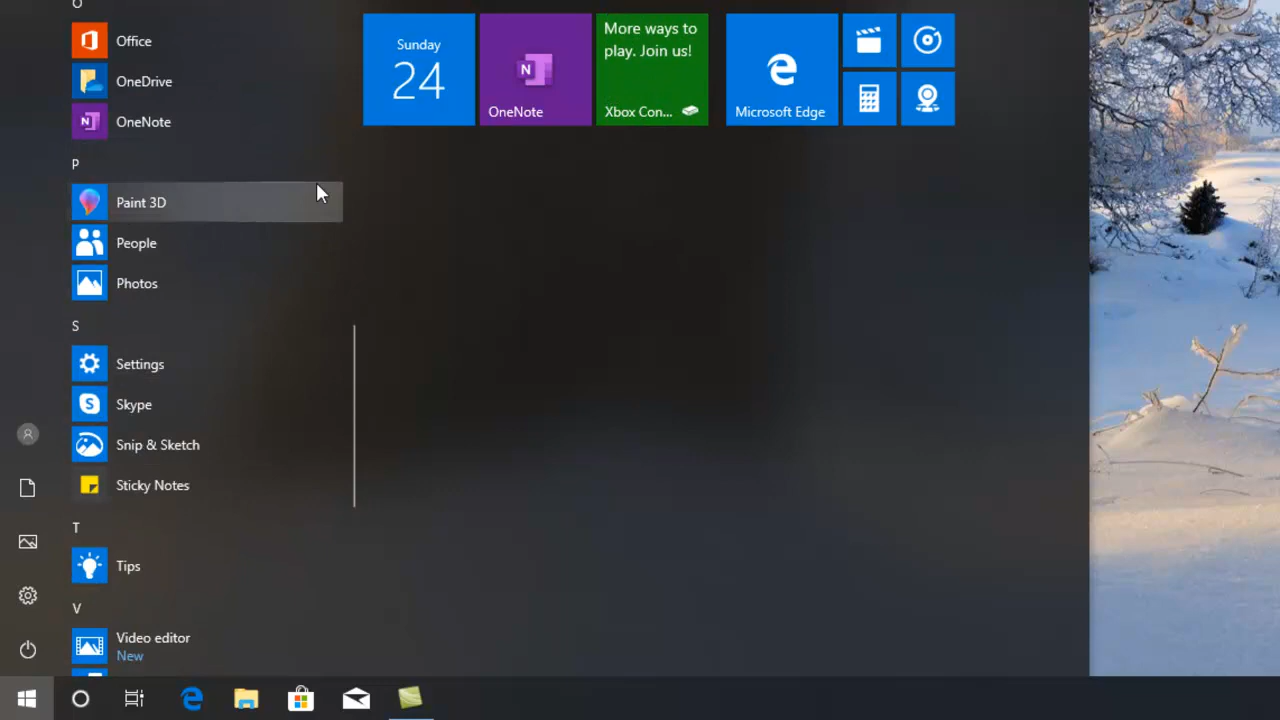 O
Office
OneDrive
OneNote
P
Paint 3D
People
Photos
S
Settings
Skype
Snip & Sketch
Sticky Notes
T
Tips
V
Video editor
New
Sunday
24
OneNote
More ways to
play. Join us!
Xbox Con...
Microsoft Edge